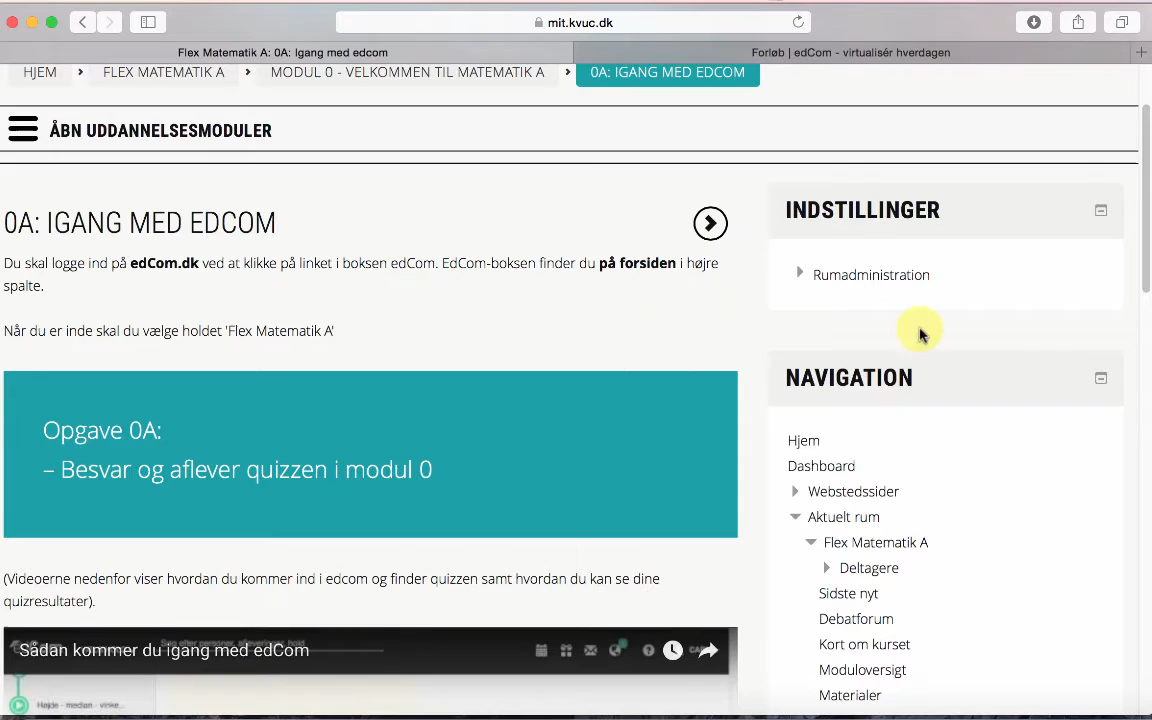 mit.kvuc.dk
Flex Matematik A: 0A: Igang med edcom
Forløb | edCom - virtualisér hverdagen
HJEM
FLEX MATEMATIK A
MODUL 0 - VELKOMMEN TIL MATEMATIK A
0A: IGANG MED EDCOM
ÅBN UDDANNELSESMODULER
0A: IGANG MED EDCOM
Du skal logge ind på edCom.dk ved at klikke på linket i boksen edCom. EdCom-boksen finder du på forsiden i højre
spalte.
Når du er inde skal du vælge holdet 'Flex Matematik A'
Opgave 0A:
– Besvar og aflever quizzen i modul 0
(Videoerne nedenfor viser hvordan du kommer ind i edcom og finder quizzen samt hvordan du kan se dine
quizresultater).
Sådan kommer du igang med edCom
Højde - median - vinke...
INDSTILLINGER
Rumadministration
NAVIGATION
Hjem
Dashboard
Webstedssider
Aktuelt rum
Flex Matematik A
Deltagere
Sidste nyt
Debatforum
Kort om kurset
Moduloversigt
Materialer